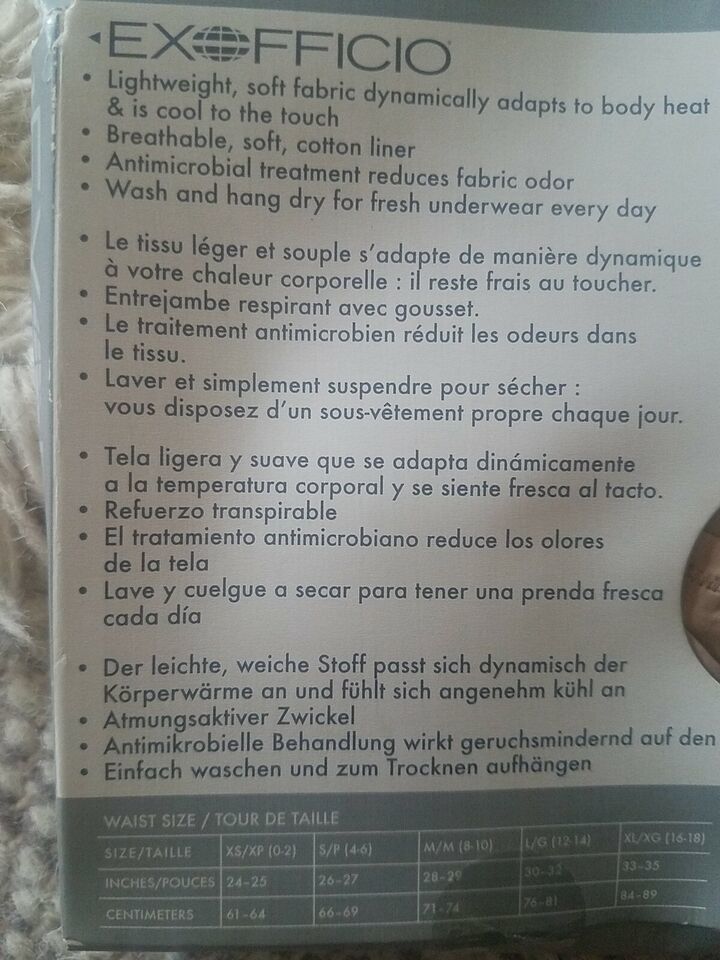 EXOFFICIO
• Lightweight, soft fabric dynamically adapts to body heat
& is cool to the touch
• Breathable, soft, cotton liner
• Antimicrobial treatment reduces fabric odor
• Wash and hang dry for fresh underwear every day
• Le tissu léger et souple s'adapte de manière dynamique
à votre chaleur corporelle : il reste frais au toucher.
• Entrejambe respirant avec gousset.
• Le traitement antimicrobien réduit les odeurs dans
le tissu.
• Laver et simplement suspendre pour sécher :
vous disposez d'un sous-vêtement propre chaque jour.
• Tela ligera y suave que se adapta dinámicamente
a la temperatura corporal y se siente fresca al tacto.
• Refuerzo transpirable
• El tratamiento antimicrobiano reduce los olores
de la tela
• Lave y cuelgue a secar para tener una prenda fresca
cada día
• Der leichte, weiche Stoff passt sich dynamisch der
Körperwärme an und fühlt sich angenehm kühl an
• Atmungsaktiver Zwickel
• Antimikrobielle Behandlung wirkt geruchsmindernd auf den
• Einfach waschen und zum Trocknen aufhängen
WAIST SIZE / TOUR DE TAILLE
SIZE/TAILLE XS/XP (0-2) S/P (4-6) M/M (8-10) L/G (12-14) XL/XG (16-18)
INCHES/POUCES 24-25 26-27 28-29 30-32 33-35
CENTIMETERS 61-64 66-69 71-74 76-81 84-89